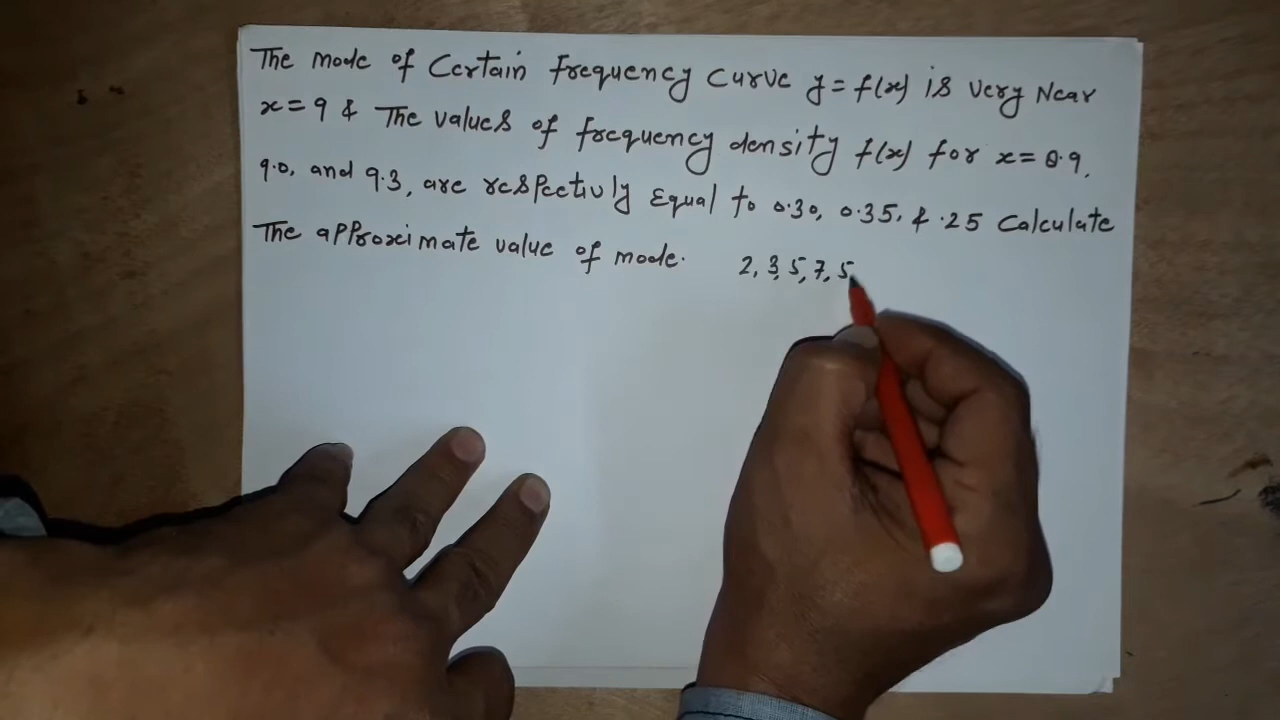 The mode of Certain frequency curve y = f(x) is very Near
x = 9 & The values of frequency density f(x) for x = 8.9,
9.0, and 9.3, are respectivly Equal to 0.30, 0.35, & .25 Calculate
The approximate value of mode. 2, 3, 5, 7, 5